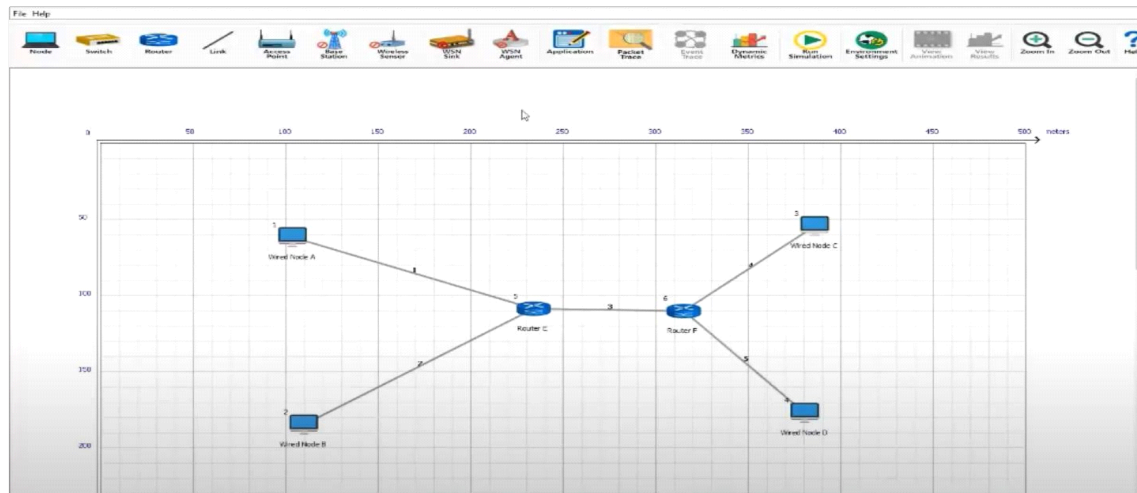 File Help
Node Switch Router Link Access Point Base Station Wireless Sensor WSN Sink WSN Agent Application Packet Trace Event Trace Dynamic Metrics Run Simulation Environment Settings View Animation View Results Zoom In Zoom Out
0 50 100 150 200 250 300 350 400 450 500 meters
50
3
1
Wired Node C
Wired Node A
4
1
100
5
6
3
Router E
Router F
150
5
2
4
2
Wired Node D
Wired Node B
200